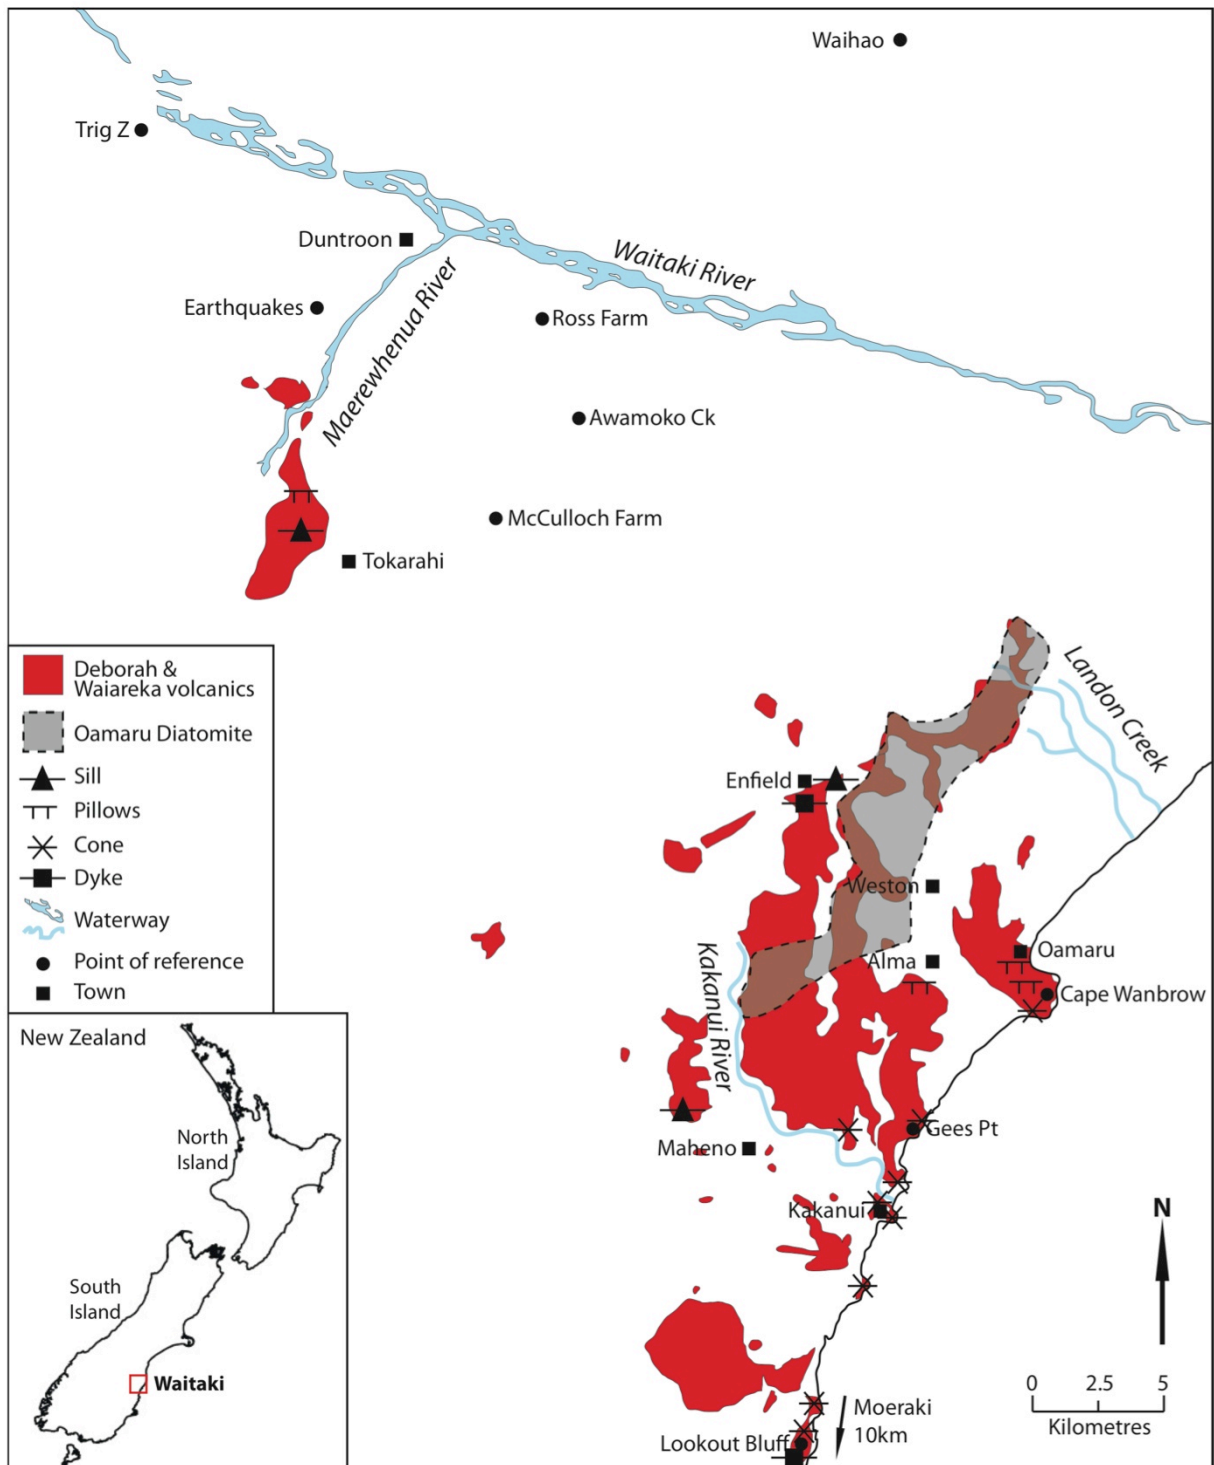 Waihao
Trig Z
Duntroon
Waitaki River
Earthquakes
Maerewhenua River
Ross Farm
Awamoko Ck
McCulloch Farm
Tokarahi
Deborah &
Waiareka volcanics
Oamaru Diatomite
Sill
Pillows
Cone
Dyke
Waterway
Point of reference
Town
Landon Creek
Enfield
Weston
Kakanui River
Alma
Oamaru
Cape Wanbrow
Gees Pt
Maheno
Kakanui
Lookout Bluff
Moeraki
10km
N
0 2.5 5
Kilometres
New Zealand
North
Island
South
Island
Waitaki